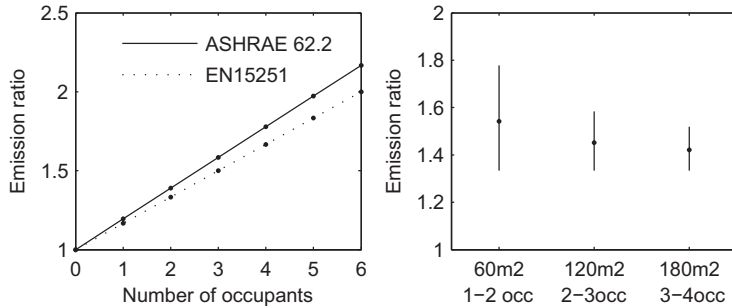 2.5
2
1.5
1
Emission ratio
ASHRAE 62.2
EN15251
0 1 2 3 4 5 6
Number of occupants
2
1.8
1.6
1.4
1.2
1
Emission ratio
60m2 120m2 180m2
1−2 occ 2−3occ 3−4occ